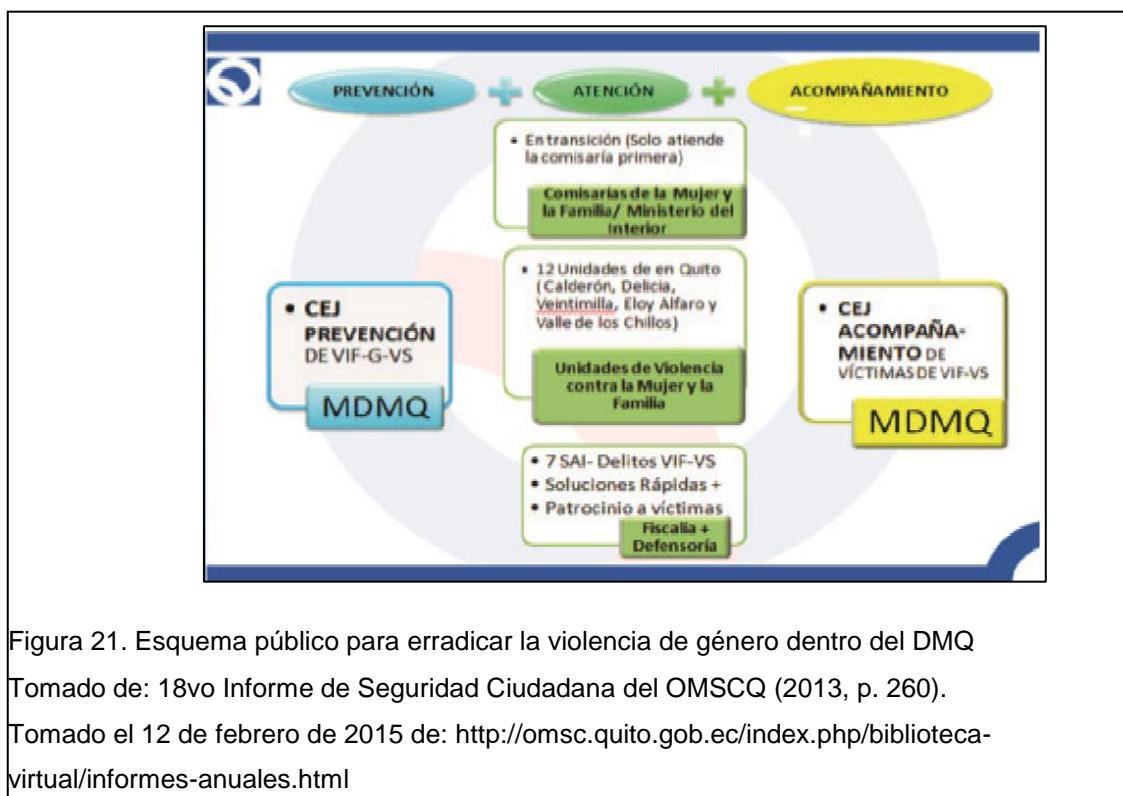 PREVENCIÓN
ATENCIÓN
ACOMPAÑAMIENTO
• En transición (Solo atiende
la comisaría primera)
Comisarias de la Mujer y
la Familia/ Ministerio del
Interior
• CEJ
PREVENCIÓN
DE VIF-G-VS
MDMQ
• 12 Unidades de en Quito
(Calderón, Delicia,
Veintimilla, Eloy Alfaro y
Valle de los Chillos)
Unidades de Violencia
contra la Mujer y la
Familia
• 7 SAI- Delitos VIF-VS
• Soluciones Rápidas +
• Patrocinio a víctimas
Fiscalía +
Defensoría
• CEJ
ACOMPAÑA-
MIENTO DE
VÍCTIMAS DE VIF-VS
MDMQ
Figura 21. Esquema público para erradicar la violencia de género dentro del DMQ
Tomado de: 18vo Informe de Seguridad Ciudadana del OMSCQ (2013, p. 260).
Tomado el 12 de febrero de 2015 de: http://omsc.quito.gob.ec/index.php/biblioteca-
virtual/informes-anuales.html